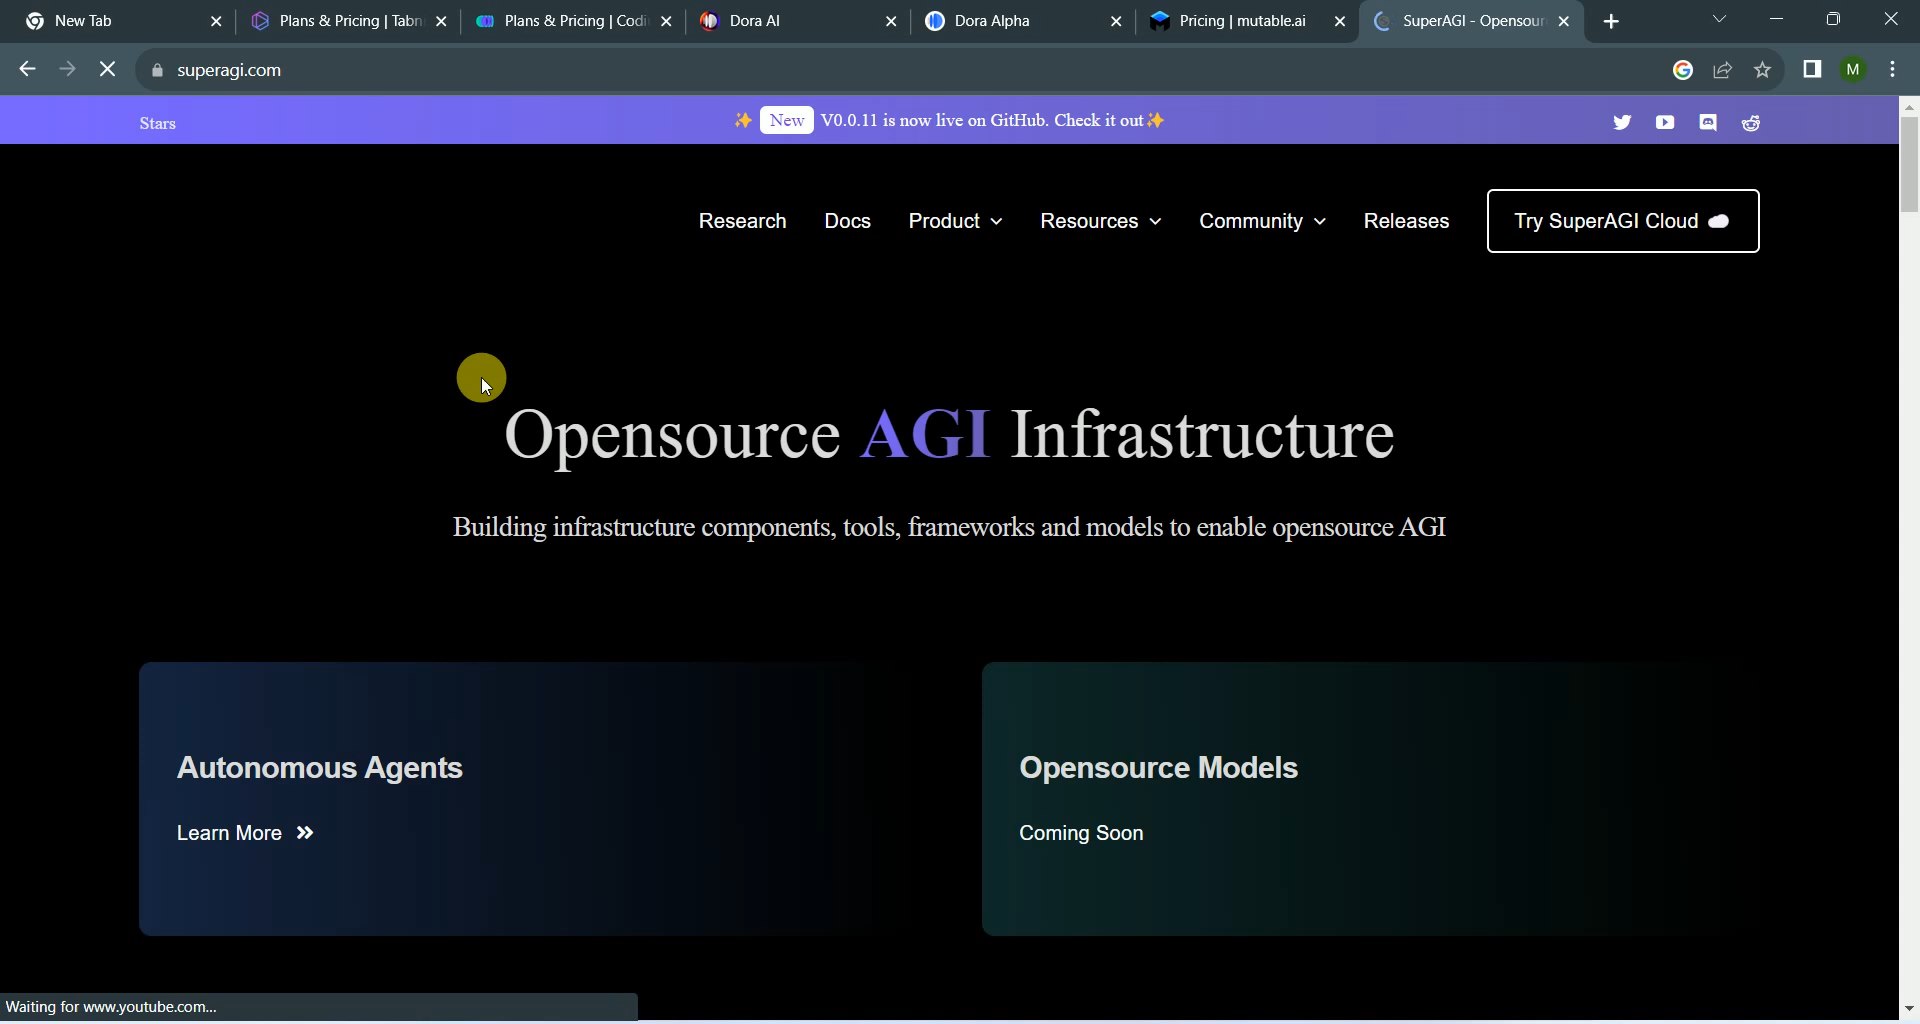 New Tab
Plans & Pricing | Tabn
Plans & Pricing | Codi
Dora AI
Dora Alpha
Pricing | mutable.ai
SuperAGI - Opensour
superagi.com
M
Stars
New V0.0.11 is now live on GitHub. Check it out
Research
Docs
Product
Resources
Community
Releases
Try SuperAGI Cloud
Opensource AGI Infrastructure
Building infrastructure components, tools, frameworks and models to enable opensource AGI
Autonomous Agents
Learn More
Opensource Models
Coming Soon
Waiting for www.youtube.com...